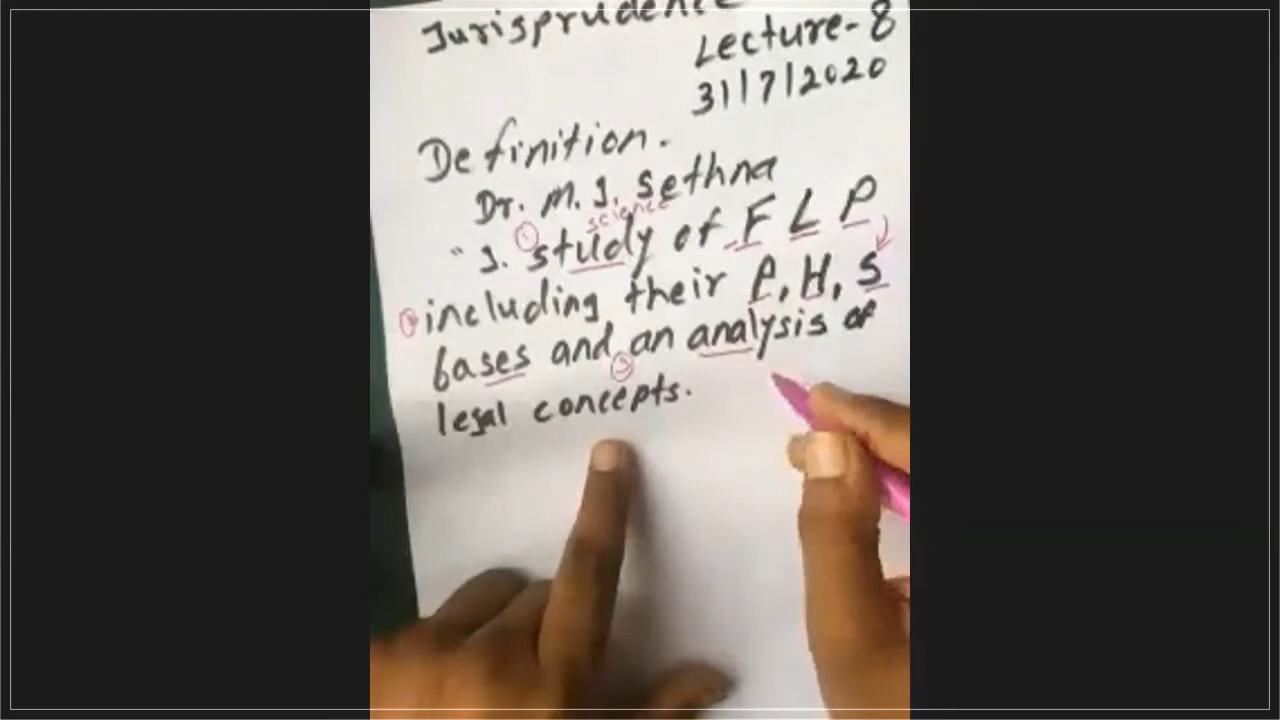 Jurisprudence
Lecture-8
31/7/2020
Definition.
Dr. M. J. Sethna
science
" J. ① study of F L P
② including their P, H, S
bases and an analysis of
③
legal concepts.